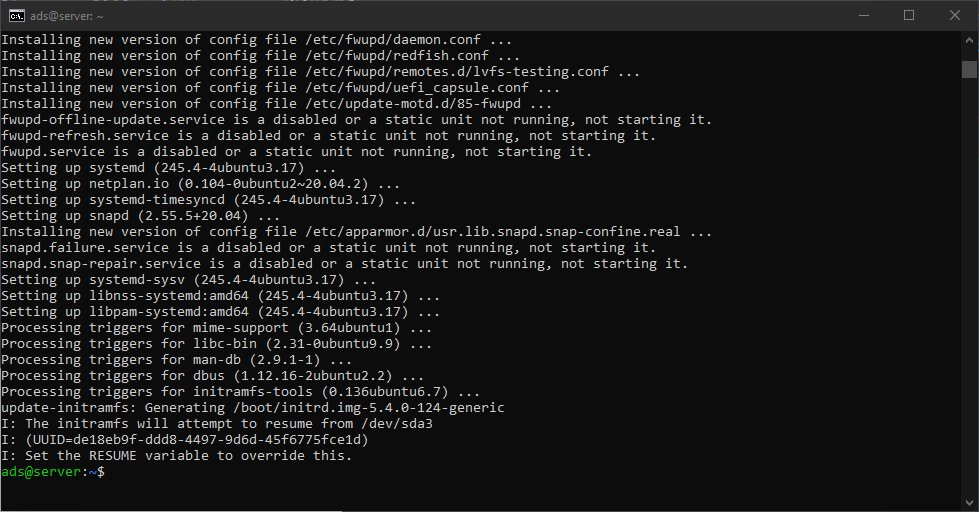 ads@server: ~
Installing new version of config file /etc/fwupd/daemon.conf ...
Installing new version of config file /etc/fwupd/redfish.conf ...
Installing new version of config file /etc/fwupd/remotes.d/lvfs-testing.conf ...
Installing new version of config file /etc/fwupd/uefi_capsule.conf ...
Installing new version of config file /etc/update-motd.d/85-fwupd ...
fwupd-offline-update.service is a disabled or a static unit not running, not starting it.
fwupd-refresh.service is a disabled or a static unit not running, not starting it.
fwupd.service is a disabled or a static unit not running, not starting it.
Setting up systemd (245.4-4ubuntu3.17) ...
Setting up netplan.io (0.104-0ubuntu2~20.04.2) ...
Setting up systemd-timesyncd (245.4-4ubuntu3.17) ...
Setting up snapd (2.55.5+20.04) ...
Installing new version of config file /etc/apparmor.d/usr.lib.snapd.snap-confine.real ...
snapd.failure.service is a disabled or a static unit not running, not starting it.
snapd.snap-repair.service is a disabled or a static unit not running, not starting it.
Setting up systemd-sysv (245.4-4ubuntu3.17) ...
Setting up libnss-systemd:amd64 (245.4-4ubuntu3.17) ...
Setting up libpam-systemd:amd64 (245.4-4ubuntu3.17) ...
Processing triggers for mime-support (3.64ubuntu1) ...
Processing triggers for libc-bin (2.31-0ubuntu9.9) ...
Processing triggers for man-db (2.9.1-1) ...
Processing triggers for dbus (1.12.16-2ubuntu2.2) ...
Processing triggers for initramfs-tools (0.136ubuntu6.7) ...
update-initramfs: Generating /boot/initrd.img-5.4.0-124-generic
I: The initramfs will attempt to resume from /dev/sda3
I: (UUID=de18eb9f-ddd8-4497-9d6d-45f6775fce1d)
I: Set the RESUME variable to override this.
ads@server:~$